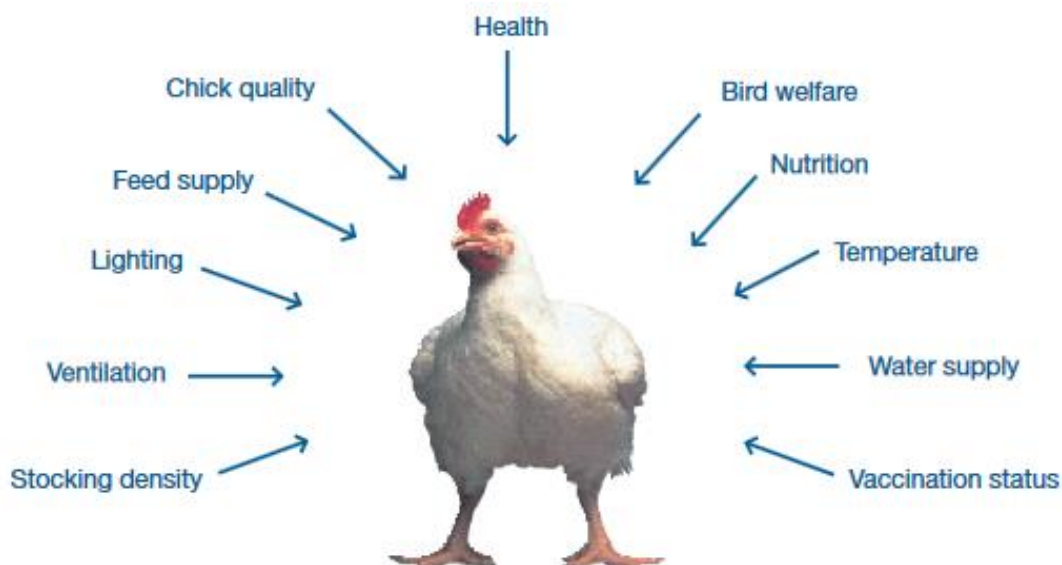 Health
Chick quality
Bird welfare
Feed supply
Nutrition
Lighting
Temperature
Ventilation
Water supply
Stocking density
Vaccination status